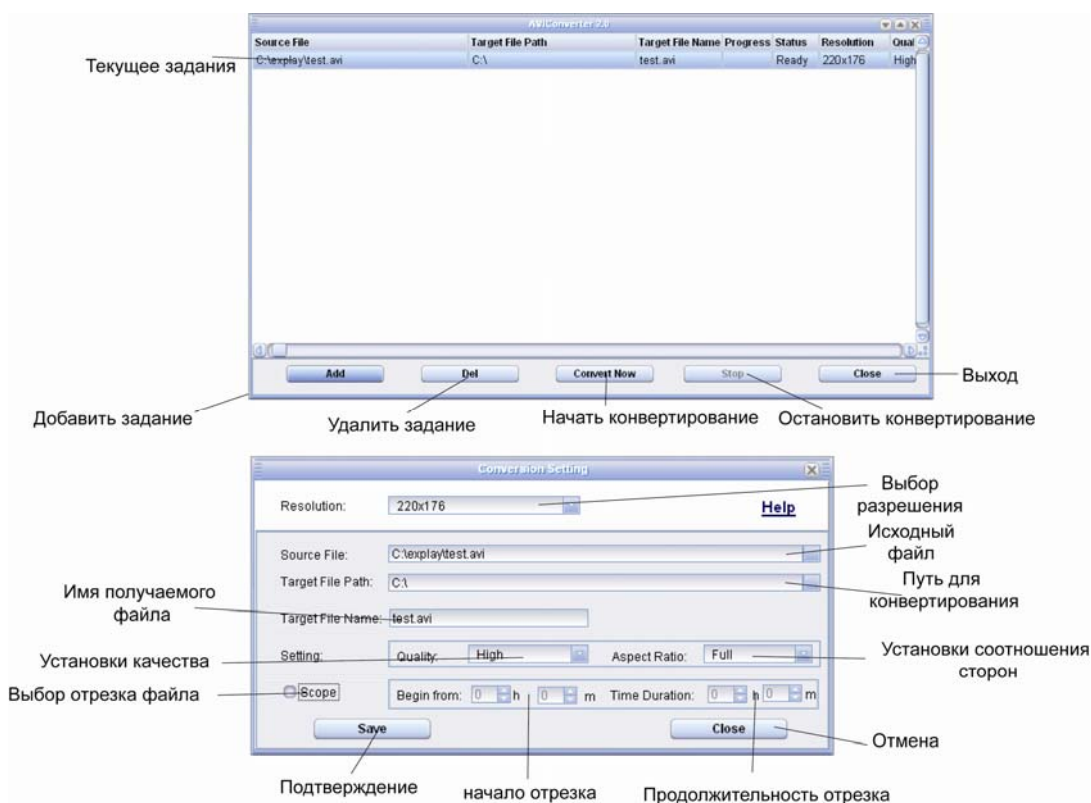 AVIConverter 2.0
Source File Target File Path Target File Name Progress Status Resolution Qual
Текущее задания
C:\explay\test.avi C:\ test.avi Ready 220x176 High
Add Del Convert Now Stop Close
Выход
Добавить задание
Удалить задание
Начать конвертирование
Остановить конвертирование
Conversion Setting
Resolution: 220x176 Help
Выбор
разрешения
Исходный
файл
Source File: C:\explay\test.avi
Target File Path: C:\
Путь для
конвертирования
Имя получаемого
файла
Target File Name: test.avi
Установки качества
Setting: Quality: High Aspect Ratio: Full
Установки соотношения
сторон
Выбор отрезка файла
Scope Begin from: 0 h 0 m Time Duration: 0 h 0 m
Save Close
Отмена
Подтверждение
начало отрезка
Продолжительность отрезка